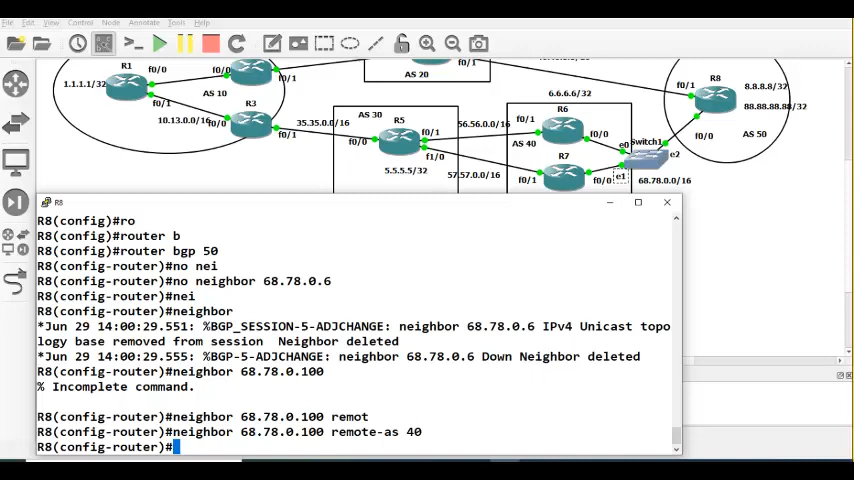 File Edit View Control Node Annotate Tools Help
R1
f0/0
f0/0
f0/1
f0/1
1.1.1.1/32
AS 10
f0/1
R3
10.13.0.0/16
f0/0
f0/1
35.35.0.0/16
AS 20
AS 30
R5
f0/0
f0/1
f1/0
5.5.5.5/32
56.56.0.0/16
57.57.0.0/16
6.6.6.6/32
R6
f0/1
f0/0
AS 40
R7
f0/1
f0/0
e0
Switch1
e1
e2
68.78.0.0/16
R8
f0/1
f0/0
8.8.8.8/32
88.88.88.88/32
AS 50
R8
R8(config)#ro
R8(config)#router b
R8(config)#router bgp 50
R8(config-router)#no nei
R8(config-router)#no neighbor 68.78.0.6
R8(config-router)#nei
R8(config-router)#neighbor
*Jun 29 14:00:29.551: %BGP_SESSION-5-ADJCHANGE: neighbor 68.78.0.6 IPv4 Unicast topo
logy base removed from session  Neighbor deleted
*Jun 29 14:00:29.555: %BGP-5-ADJCHANGE: neighbor 68.78.0.6 Down Neighbor deleted
R8(config-router)#neighbor 68.78.0.100
% Incomplete command.
R8(config-router)#neighbor 68.78.0.100 remot
R8(config-router)#neighbor 68.78.0.100 remote-as 40
R8(config-router)#